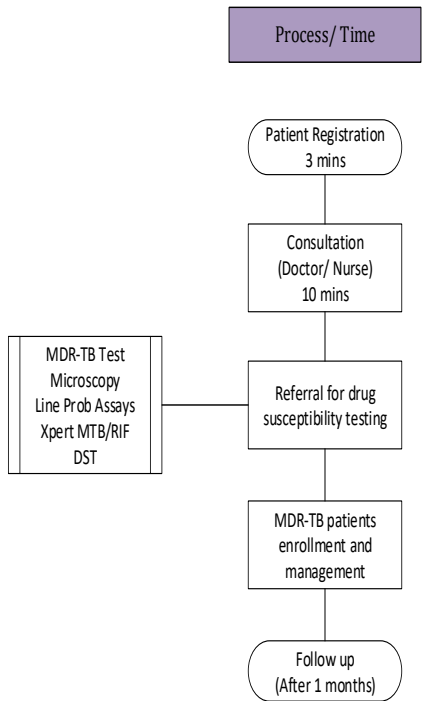 Process/ Time
Patient Registration
3 mins
Consultation
(Doctor/ Nurse)
10 mins
MDR-TB Test
Microscopy
Line Prob Assays
Xpert MTB/RIF
DST
Referral for drug
susceptibility testing
MDR-TB patients
enrollment and
management
Follow up
(After 1 months)